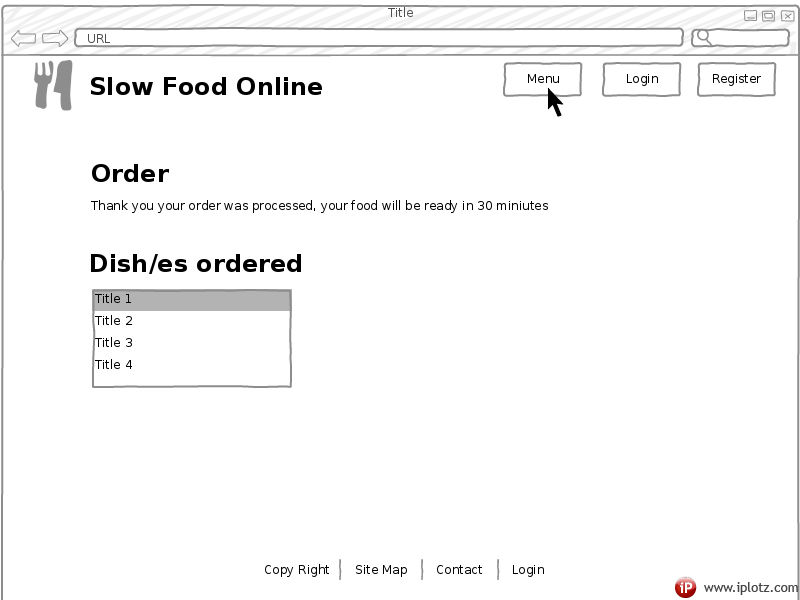 Title
URL
Slow Food Online
Menu
Login
Register
Order
Thank you your order was processed, your food will be ready in 30 miniutes
Dish/es ordered
Title 1
Title 2
Title 3
Title 4
Copy Right
Site Map
Contact
Login
iP www.iplotz.com